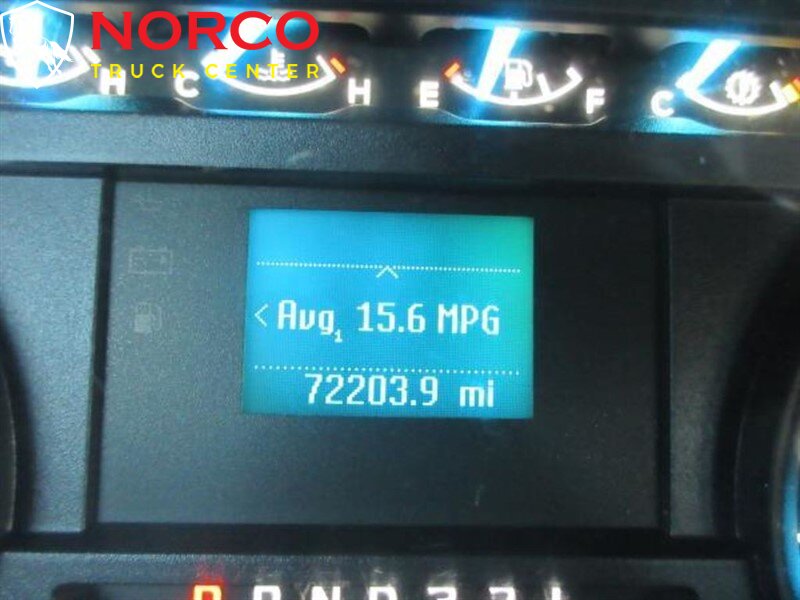 NORCO
TRUCK CENTER
H C H E F C
< Avg₁ 15.6 MPG
72203.9 mi